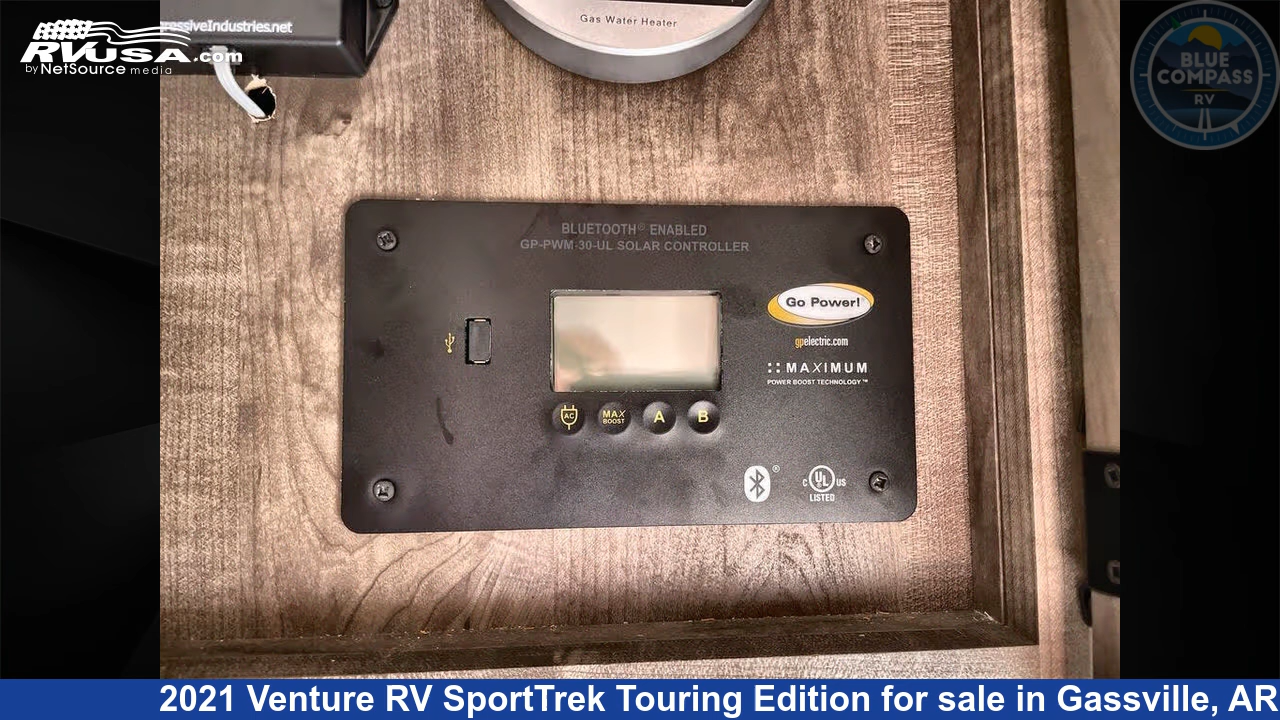 Gas Water Heater
ressiveIndustries.net
RVUSA.com
by NetSource media
BLUE
COMPASS
RV
BLUETOOTH® ENABLED
GP-PWM-30-UL SOLAR CONTROLLER
Go Power!
gpelectric.com
MAXIMUM
POWER BOOST TECHNOLOGY™
AC
MAX
BOOST
A
B
®
C UL US
LISTED
2021 Venture RV SportTrek Touring Edition for sale in Gassville, AR